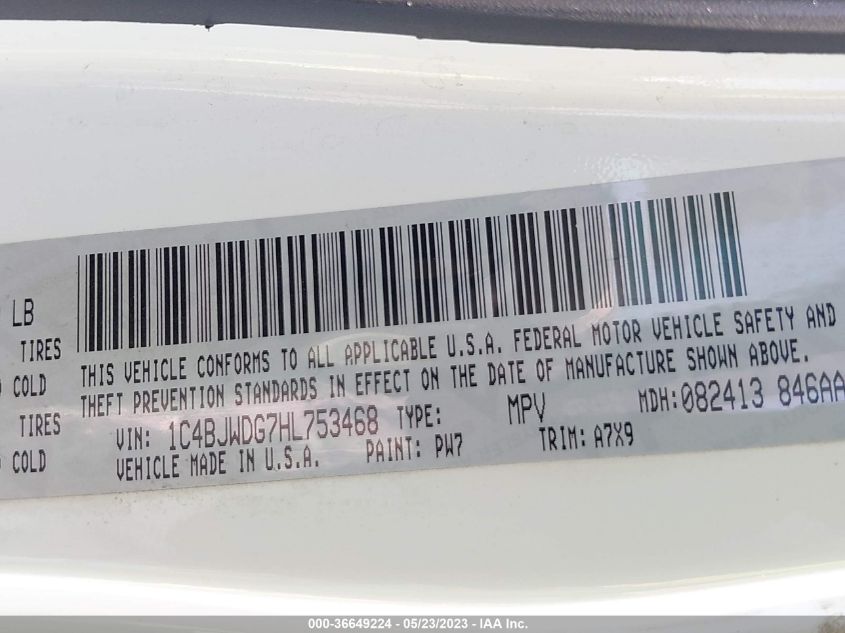 LB
TIRES
COLD
TIRES
COLD
THIS VEHICLE CONFORMS TO ALL APPLICABLE U.S.A. FEDERAL MOTOR VEHICLE SAFETY AND
THEFT PREVENTION STANDARDS IN EFFECT ON THE DATE OF MANUFACTURE SHOWN ABOVE.
VIN: 1C4BJWDG7HL753468 TYPE: MPV MDH:082413 846AA
VEHICLE MADE IN U.S.A. PAINT: PW7 TRIM: A7X9
000-36649224 - 05/23/2023 - IAA Inc.